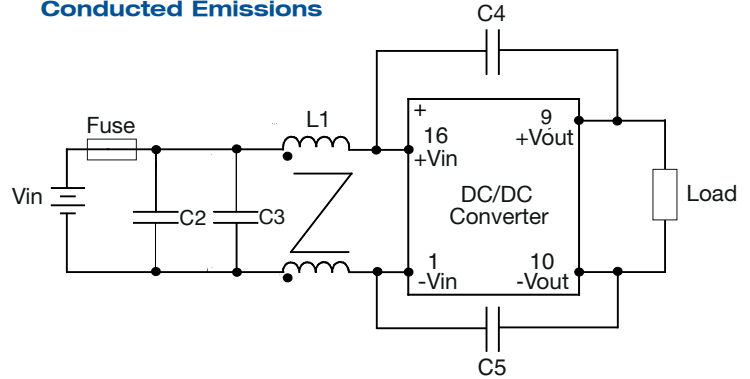 Conducted Emissions
C4
Fuse
L1
+
16
+Vin
9
+Vout
Vin
C2
C3
DC/DC
Converter
Load
1
-Vin
10
-Vout
C5